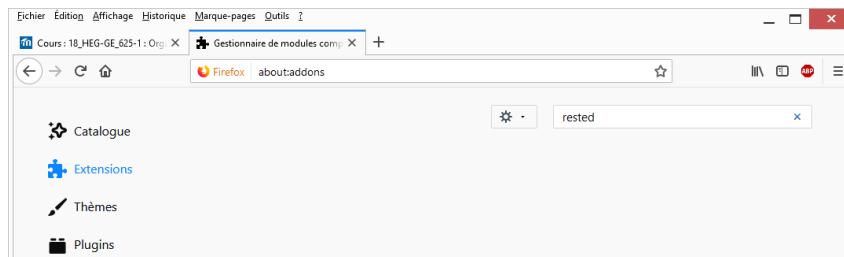 Fichier Édition Affichage Historique Marque-pages Outils ?
Cours : 18_HEG-GE_625-1 : Org
Gestionnaire de modules comp
Firefox about:addons
ABP
rested
Catalogue
Extensions
Thèmes
Plugins